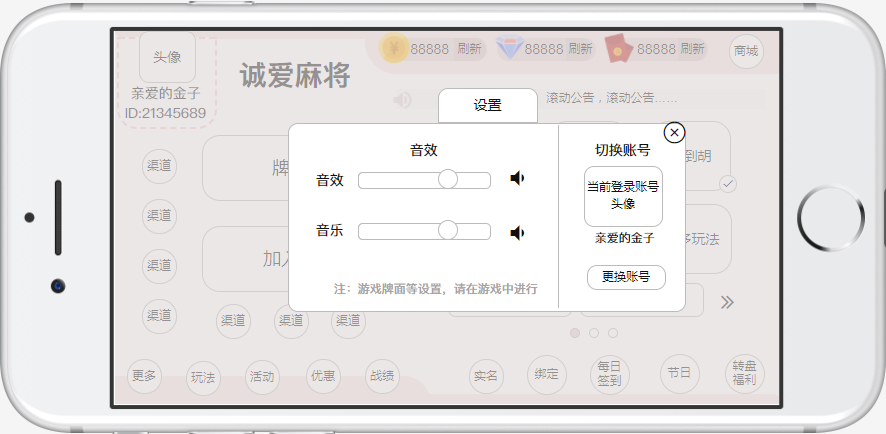 头像
亲爱的金子
ID:21345689
诚爱麻将
88888 刷新
88888 刷新
88888 刷新
商城
滚动公告，滚动公告……
设置
音效
音效
音乐
注：游戏牌面等设置，请在游戏中进行
切换账号
当前登录账号
头像
亲爱的金子
更换账号
渠道
渠道
渠道
渠道
牌
加入
到胡
多玩法
渠道
渠道
渠道
更多
玩法
活动
优惠
战绩
实名
绑定
每日
签到
节日
转盘
福利